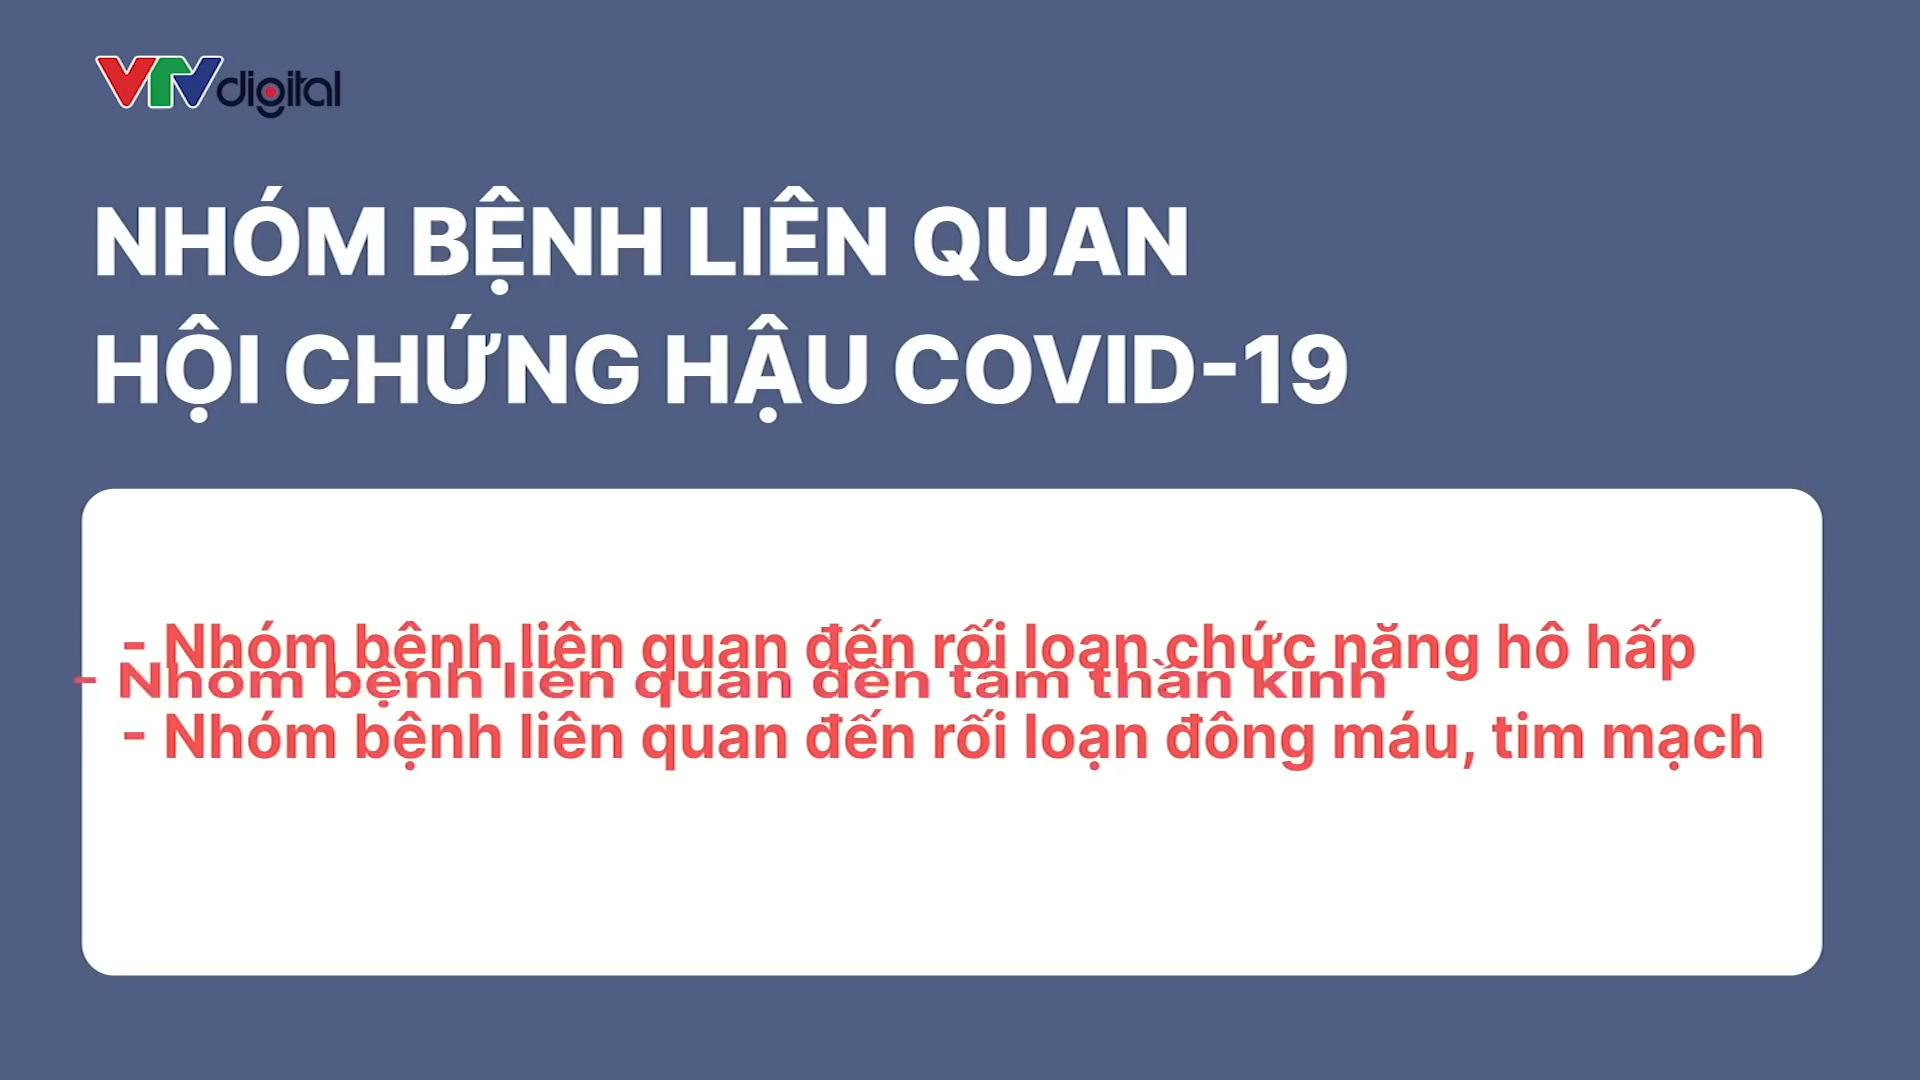 VTVdigital
NHÓM BỆNH LIÊN QUAN
HỘI CHỨNG HẬU COVID-19
- Nhóm bệnh liên quan đến rối loạn chức năng hô hấp
- Nhóm bệnh liên quan đến tâm thần kinh
- Nhóm bệnh liên quan đến rối loạn đông máu, tim mạch